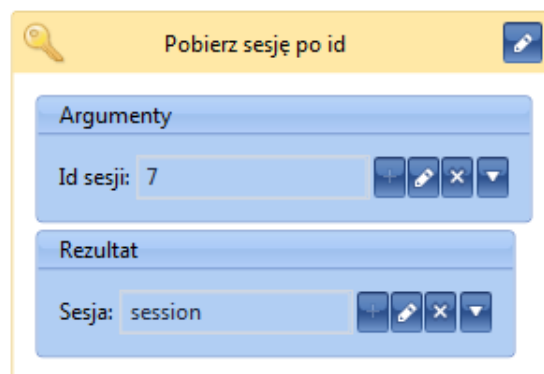 Pobierz sesję po id
Argumenty
Id sesji: 7
Rezultat
Sesja: session